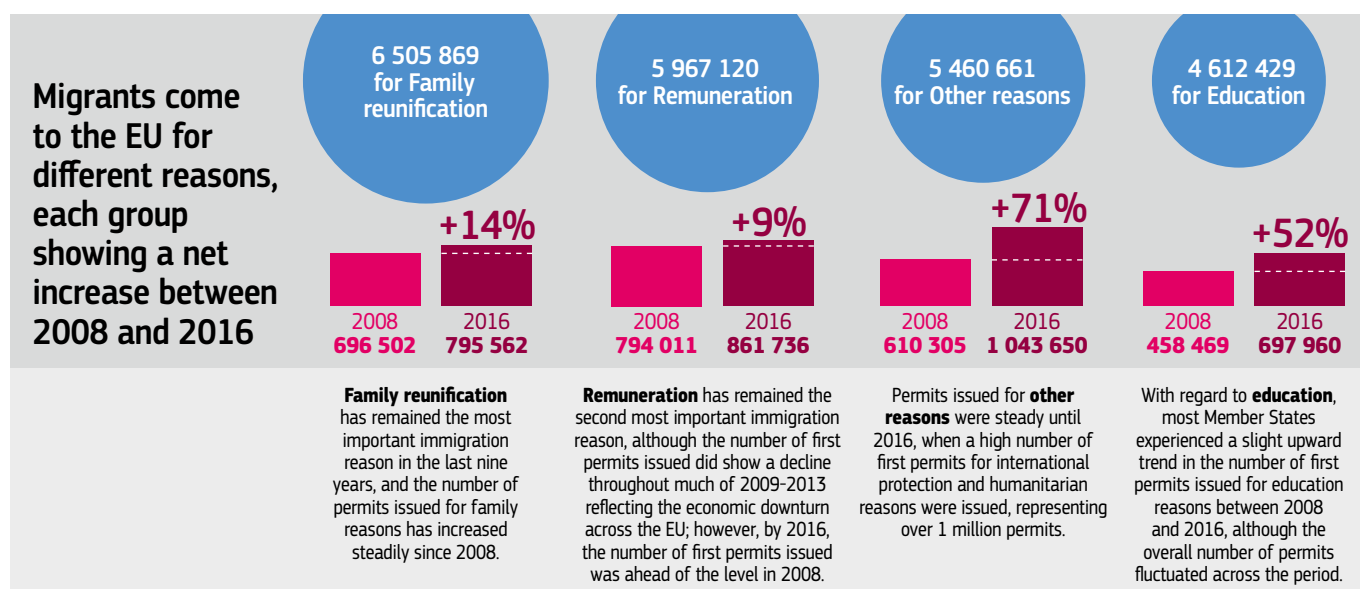 Migrants come
to the EU for
different reasons,
each group
showing a net
increase between
2008 and 2016
6 505 869
for Family
reunification
+14%
2008
696 502
2016
795 562
Family reunification
has remained the most
important immigration
reason in the last nine
years, and the number of
permits issued for family
reasons has increased
steadily since 2008.
5 967 120
for Remuneration
+9%
2008
794 011
2016
861 736
Remuneration has remained the
second most important immigration
reason, although the number of first
permits issued did show a decline
throughout much of 2009-2013
reflecting the economic downturn
across the EU; however, by 2016,
the number of first permits issued
was ahead of the level in 2008.
5 460 661
for Other reasons
+71%
2008
610 305
2016
1 043 650
Permits issued for other
reasons were steady until
2016, when a high number of
first permits for international
protection and humanitarian
reasons were issued, representing
over 1 million permits.
4 612 429
for Education
+52%
2008
458 469
2016
697 960
With regard to education,
most Member States
experienced a slight upward
trend in the number of first
permits issued for education
reasons between 2008
and 2016, although the
overall number of permits
fluctuated across the period.